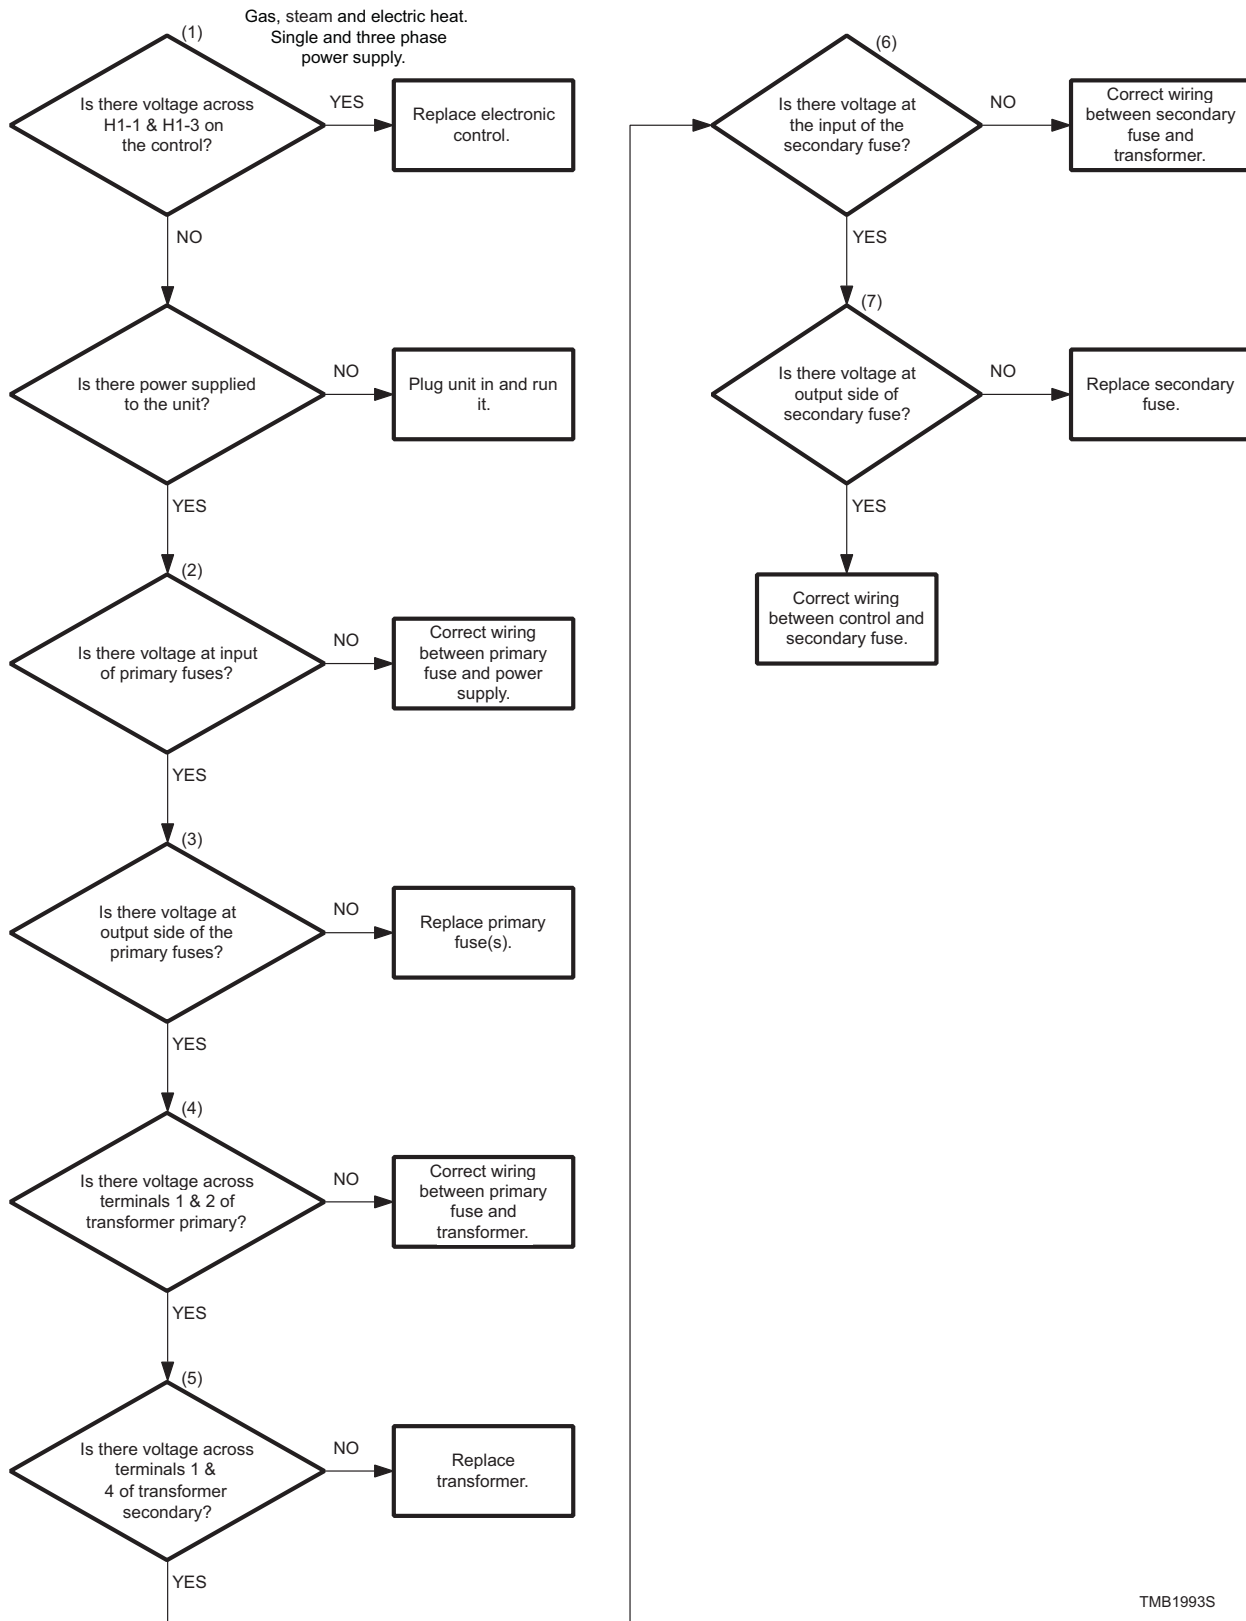 Gas, steam and electric heat.
Single and three phase
power supply.
(1)
Is there voltage across
H1-1 & H1-3 on
the control?
YES
Replace electronic
control.
NO
Is there power supplied
to the unit?
NO
Plug unit in and run
it.
YES
(2)
Is there voltage at input
of primary fuses?
NO
Correct wiring
between primary
fuse and power
supply.
YES
(3)
Is there voltage at
output side of the
primary fuses?
NO
Replace primary
fuse(s).
YES
(4)
Is there voltage across
terminals 1 & 2 of
transformer primary?
NO
Correct wiring
between primary
fuse and
transformer.
YES
(5)
Is there voltage across
terminals 1 &
4 of transformer
secondary?
NO
Replace
transformer.
YES
(6)
Is there voltage at
the input of the
secondary fuse?
NO
Correct wiring
between secondary
fuse and
transformer.
YES
(7)
Is there voltage at
output side of
secondary fuse?
NO
Replace secondary
fuse.
YES
Correct wiring
between control and
secondary fuse.
TMB1993S